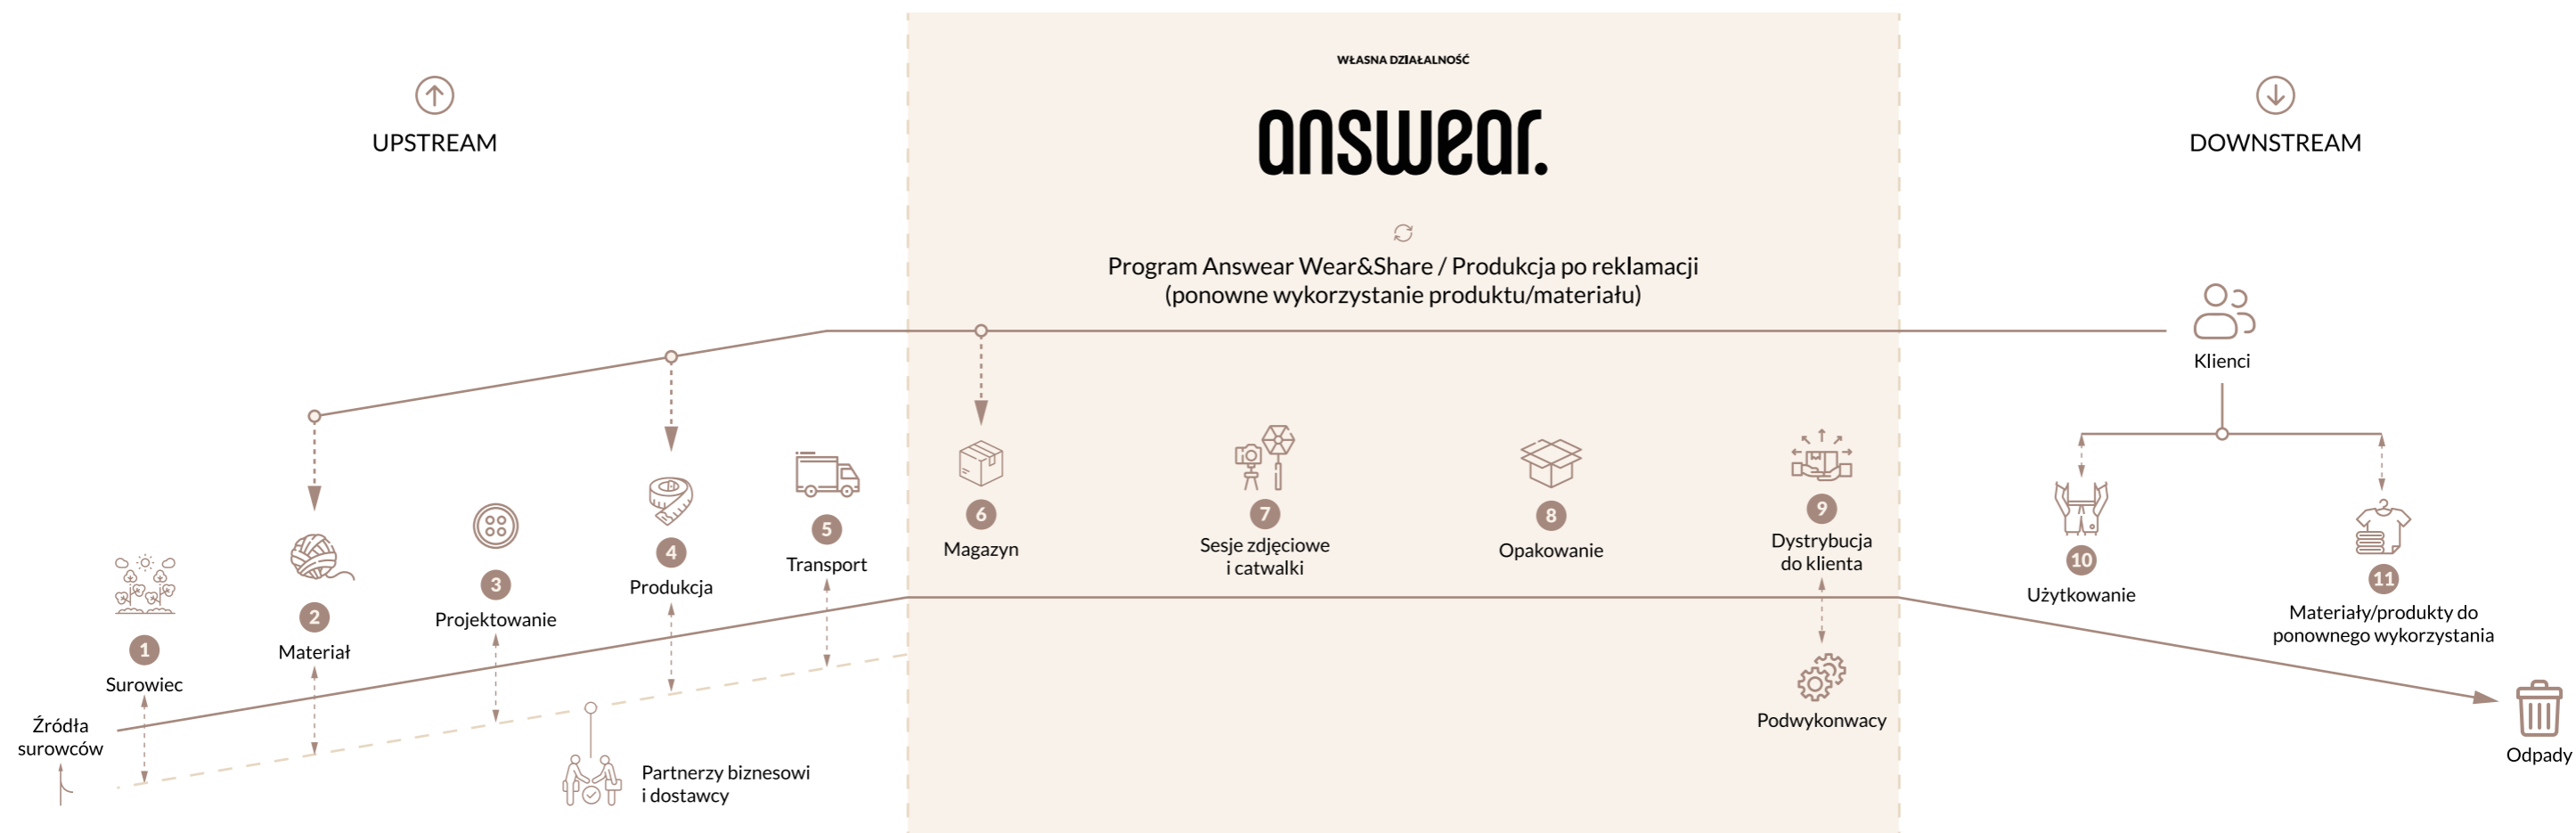 UPSTREAM
WŁASNA DZIAŁALNOŚĆ
answear.
Program Answear Wear&Share / Produkcja po reklamacji
(ponowne wykorzystanie produktu/materiału)
DOWNSTREAM
Klienci
Źródła
surowców
1
Surowiec
2
Materiał
3
Projektowanie
4
Produkcja
5
Transport
Partnerzy biznesowi
i dostawcy
6
Magazyn
7
Sesje zdjęciowe
i catwalki
8
Opakowanie
9
Dystrybucja
do klienta
Podwykonwacy
10
Użytkowanie
11
Materiały/produkty do
ponownego wykorzystania
Odpady